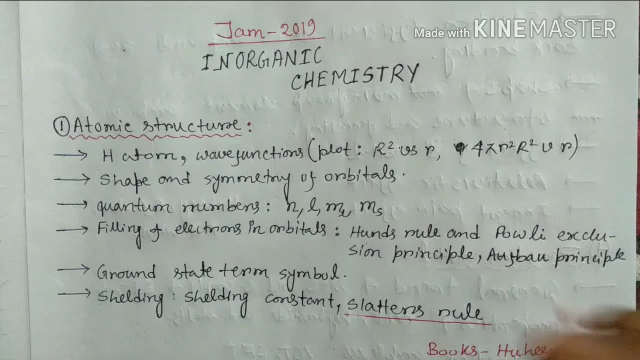 Jam-2019
Made with KINEMASTER
INORGANIC
CHEMISTRY
① Atomic structure:
→ H atom, wavefunctions (plot: R² vs r, 4πr²R² v r)
→ Shape and symmetry of orbitals.
→ quantum numbers: n, l, mℓ, ms
→ Filling of electrons in orbitals: Hunds rule and Powli exclu-
sion principle, Aufbau principle
→ Ground state term symbol.
→ Shelding: shelding constant, slatters rule
Books-